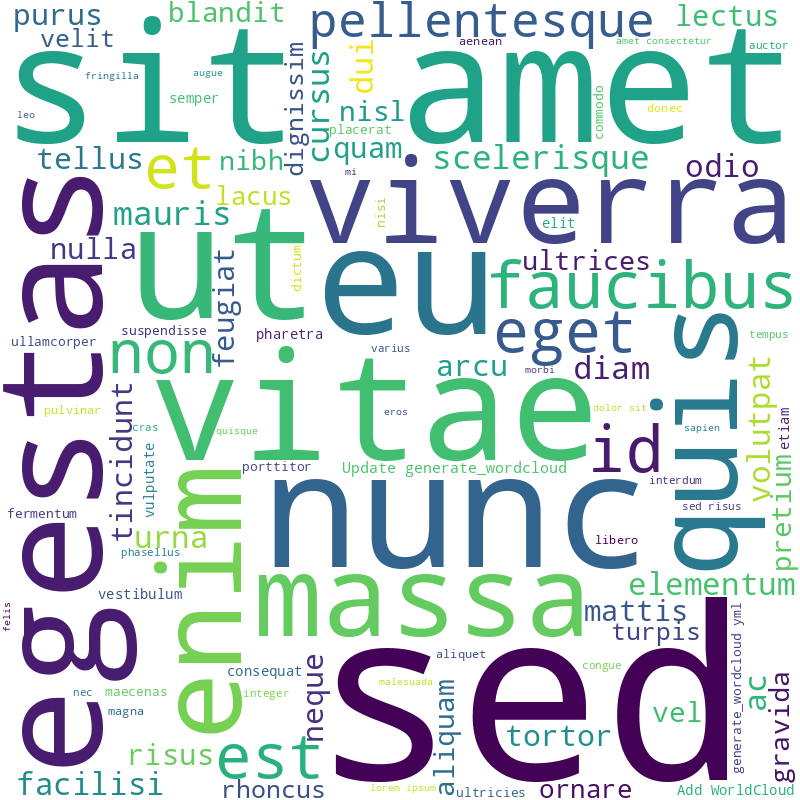 purus
blandit
pellentesque
lectus
velit
sit
amet
aenean
amet consectetur
auctor
fringilla
augue
dignissim
cursus
dui
semper
leo
nisl
commodo
donec
placerat
tellus
et
nibh
quam
scelerisque
odio
mi
lacus
viverra
mauris
ut
nisi
elit
egestas
nulla
feugiat
dictum
eu
ultrices
faucibus
ullamcorper
suspendisse
pharetra
eget
quis
tempus
non
varius
arcu
morbi
diam
vitae
volutpat
pulvinar
tincidunt
cras
quisque
eros
dolor sit
sapien
etiam
id
vulputate
porttitor
Update generate_wordcloud
interdum
pretium
enim
nunc
fermentum
sed risus
urna
libero
phasellus
massa
elementum
vestibulum
felis
mattis
turpis
generate_wordcloud yml
sed
neque
aliquet
consequat
congue
ac
nec
maecenas
integer
malesuada
aliquam
gravida
magna
vel
tortor
risus
est
facilisi
rhoncus
lorem ipsum
ultricies
ornare
Add WorldCloud